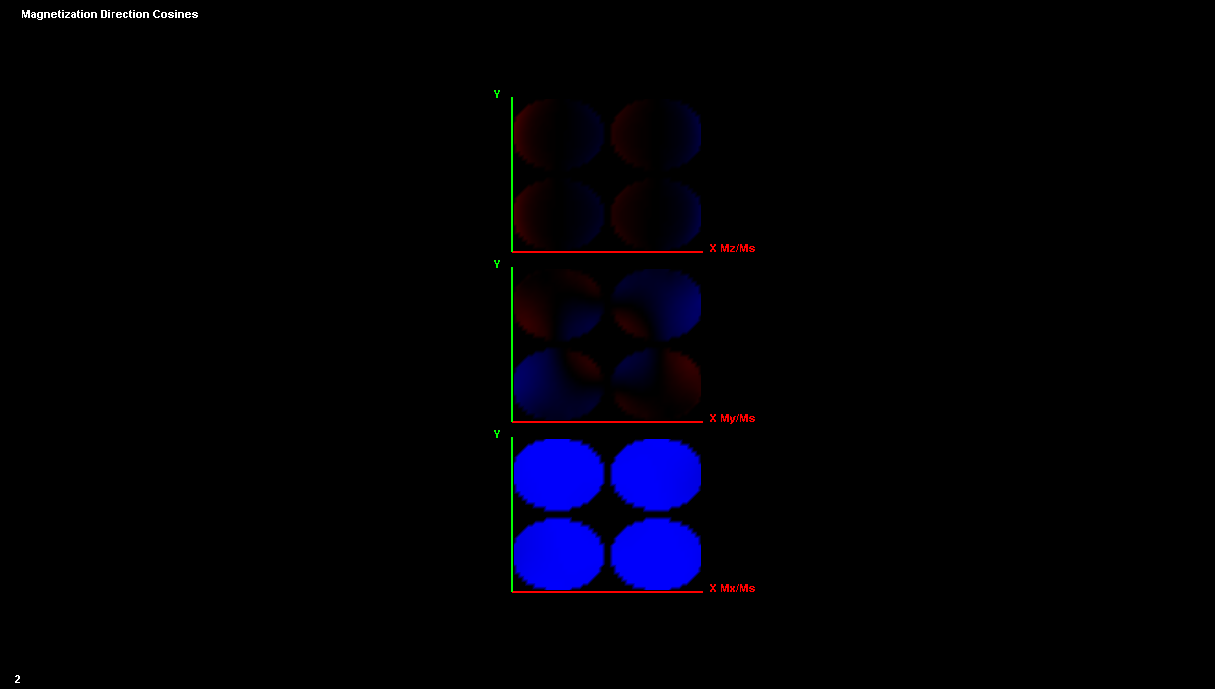 Magnetization Direction Cosines
Y
X Mz/Ms
Y
X My/Ms
Y
X Mx/Ms
2